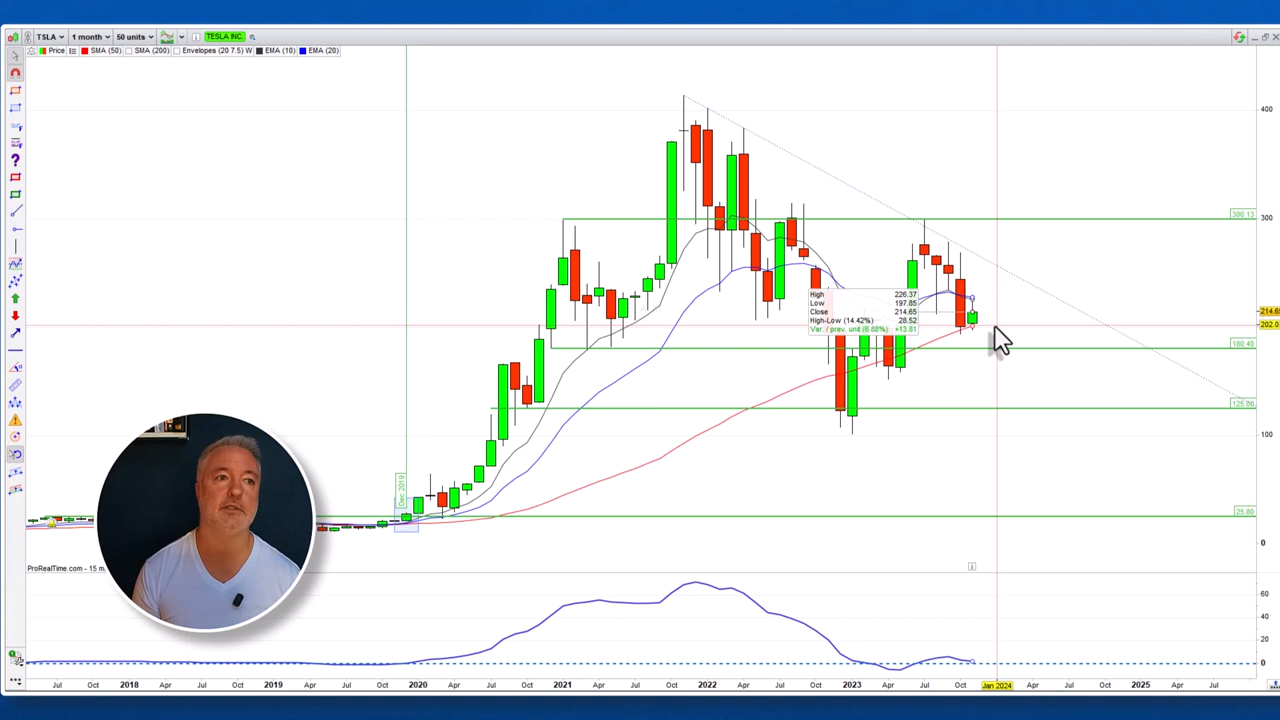 TSLA 1 month 50 units TESLA INC.
Price SMA (50) SMA (200) Envelopes (20 7.5) W EMA (10) EMA (20)
400
300.13
300
High 226.37
Low 197.85
Close 214.65
High-Low (14.42%) 28.52
Var. / prev. unit (6.88%) +13.81
214.65
202.0
180.40
125.00
100
Dec 2019
25.80
0
ProRealTime.com - 15 m
60
40
20
0
Jul Oct 2018 Apr Jul Oct 2019 Apr Jul Oct 2020 Apr Jul Oct 2021 Apr Jul Oct 2022 Apr Jul Oct 2023 Apr Jul Oct Jan 2024 Apr Jul Oct 2025 Apr Jul